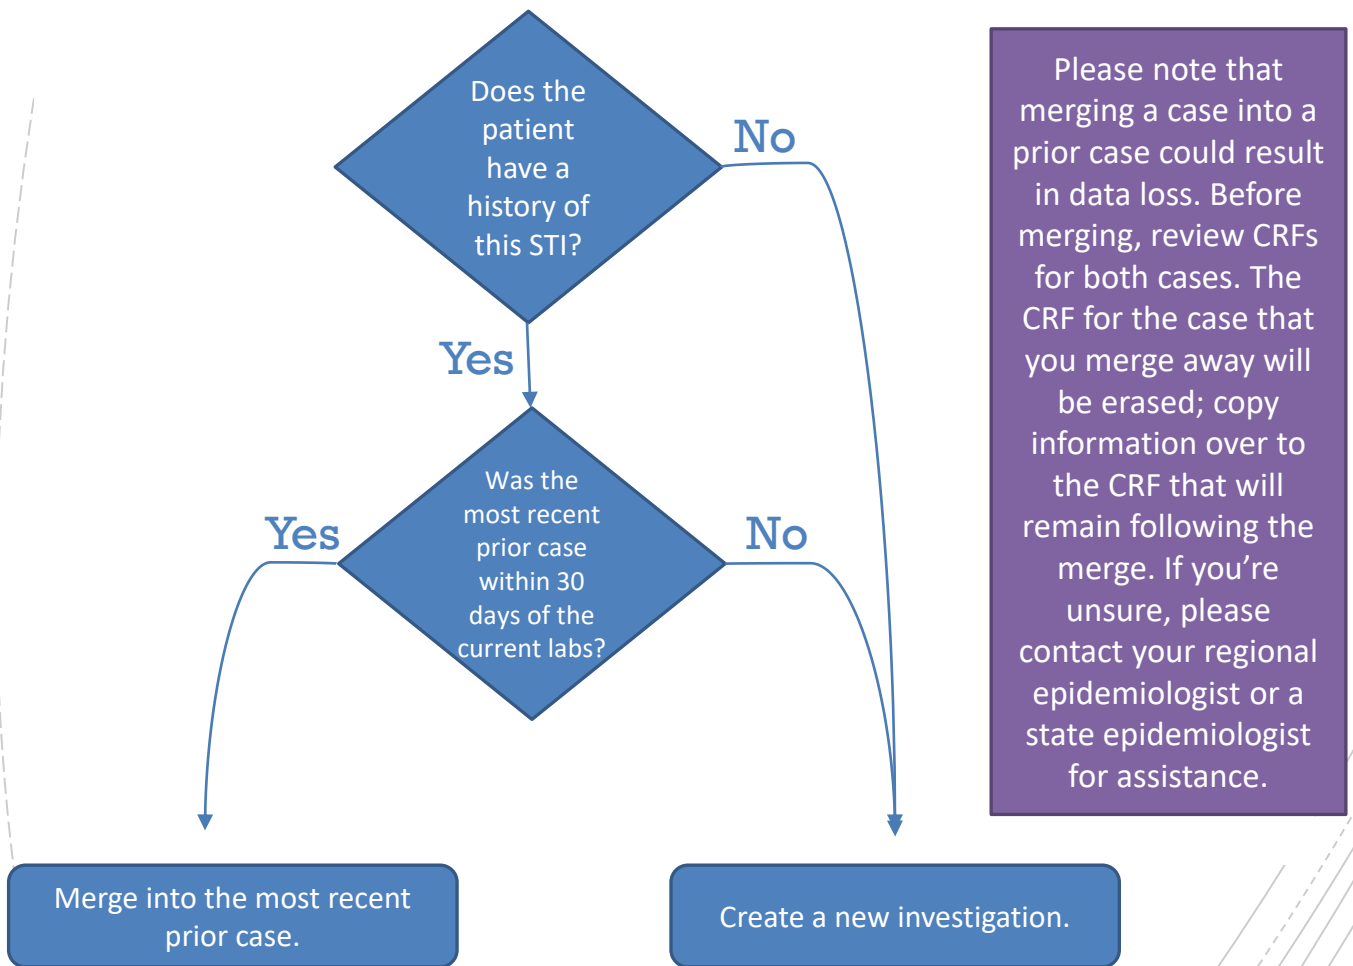 Does the
patient
have a
history of
this STI?
No
Yes
Was the
most recent
prior case
within 30
days of the
current labs?
Yes
No
Merge into the most recent
prior case.
Create a new investigation.
Please note that
merging a case into a
prior case could result
in data loss. Before
merging, review CRFs
for both cases. The
CRF for the case that
you merge away will
be erased; copy
information over to
the CRF that will
remain following the
merge. If you’re
unsure, please
contact your regional
epidemiologist or a
state epidemiologist
for assistance.